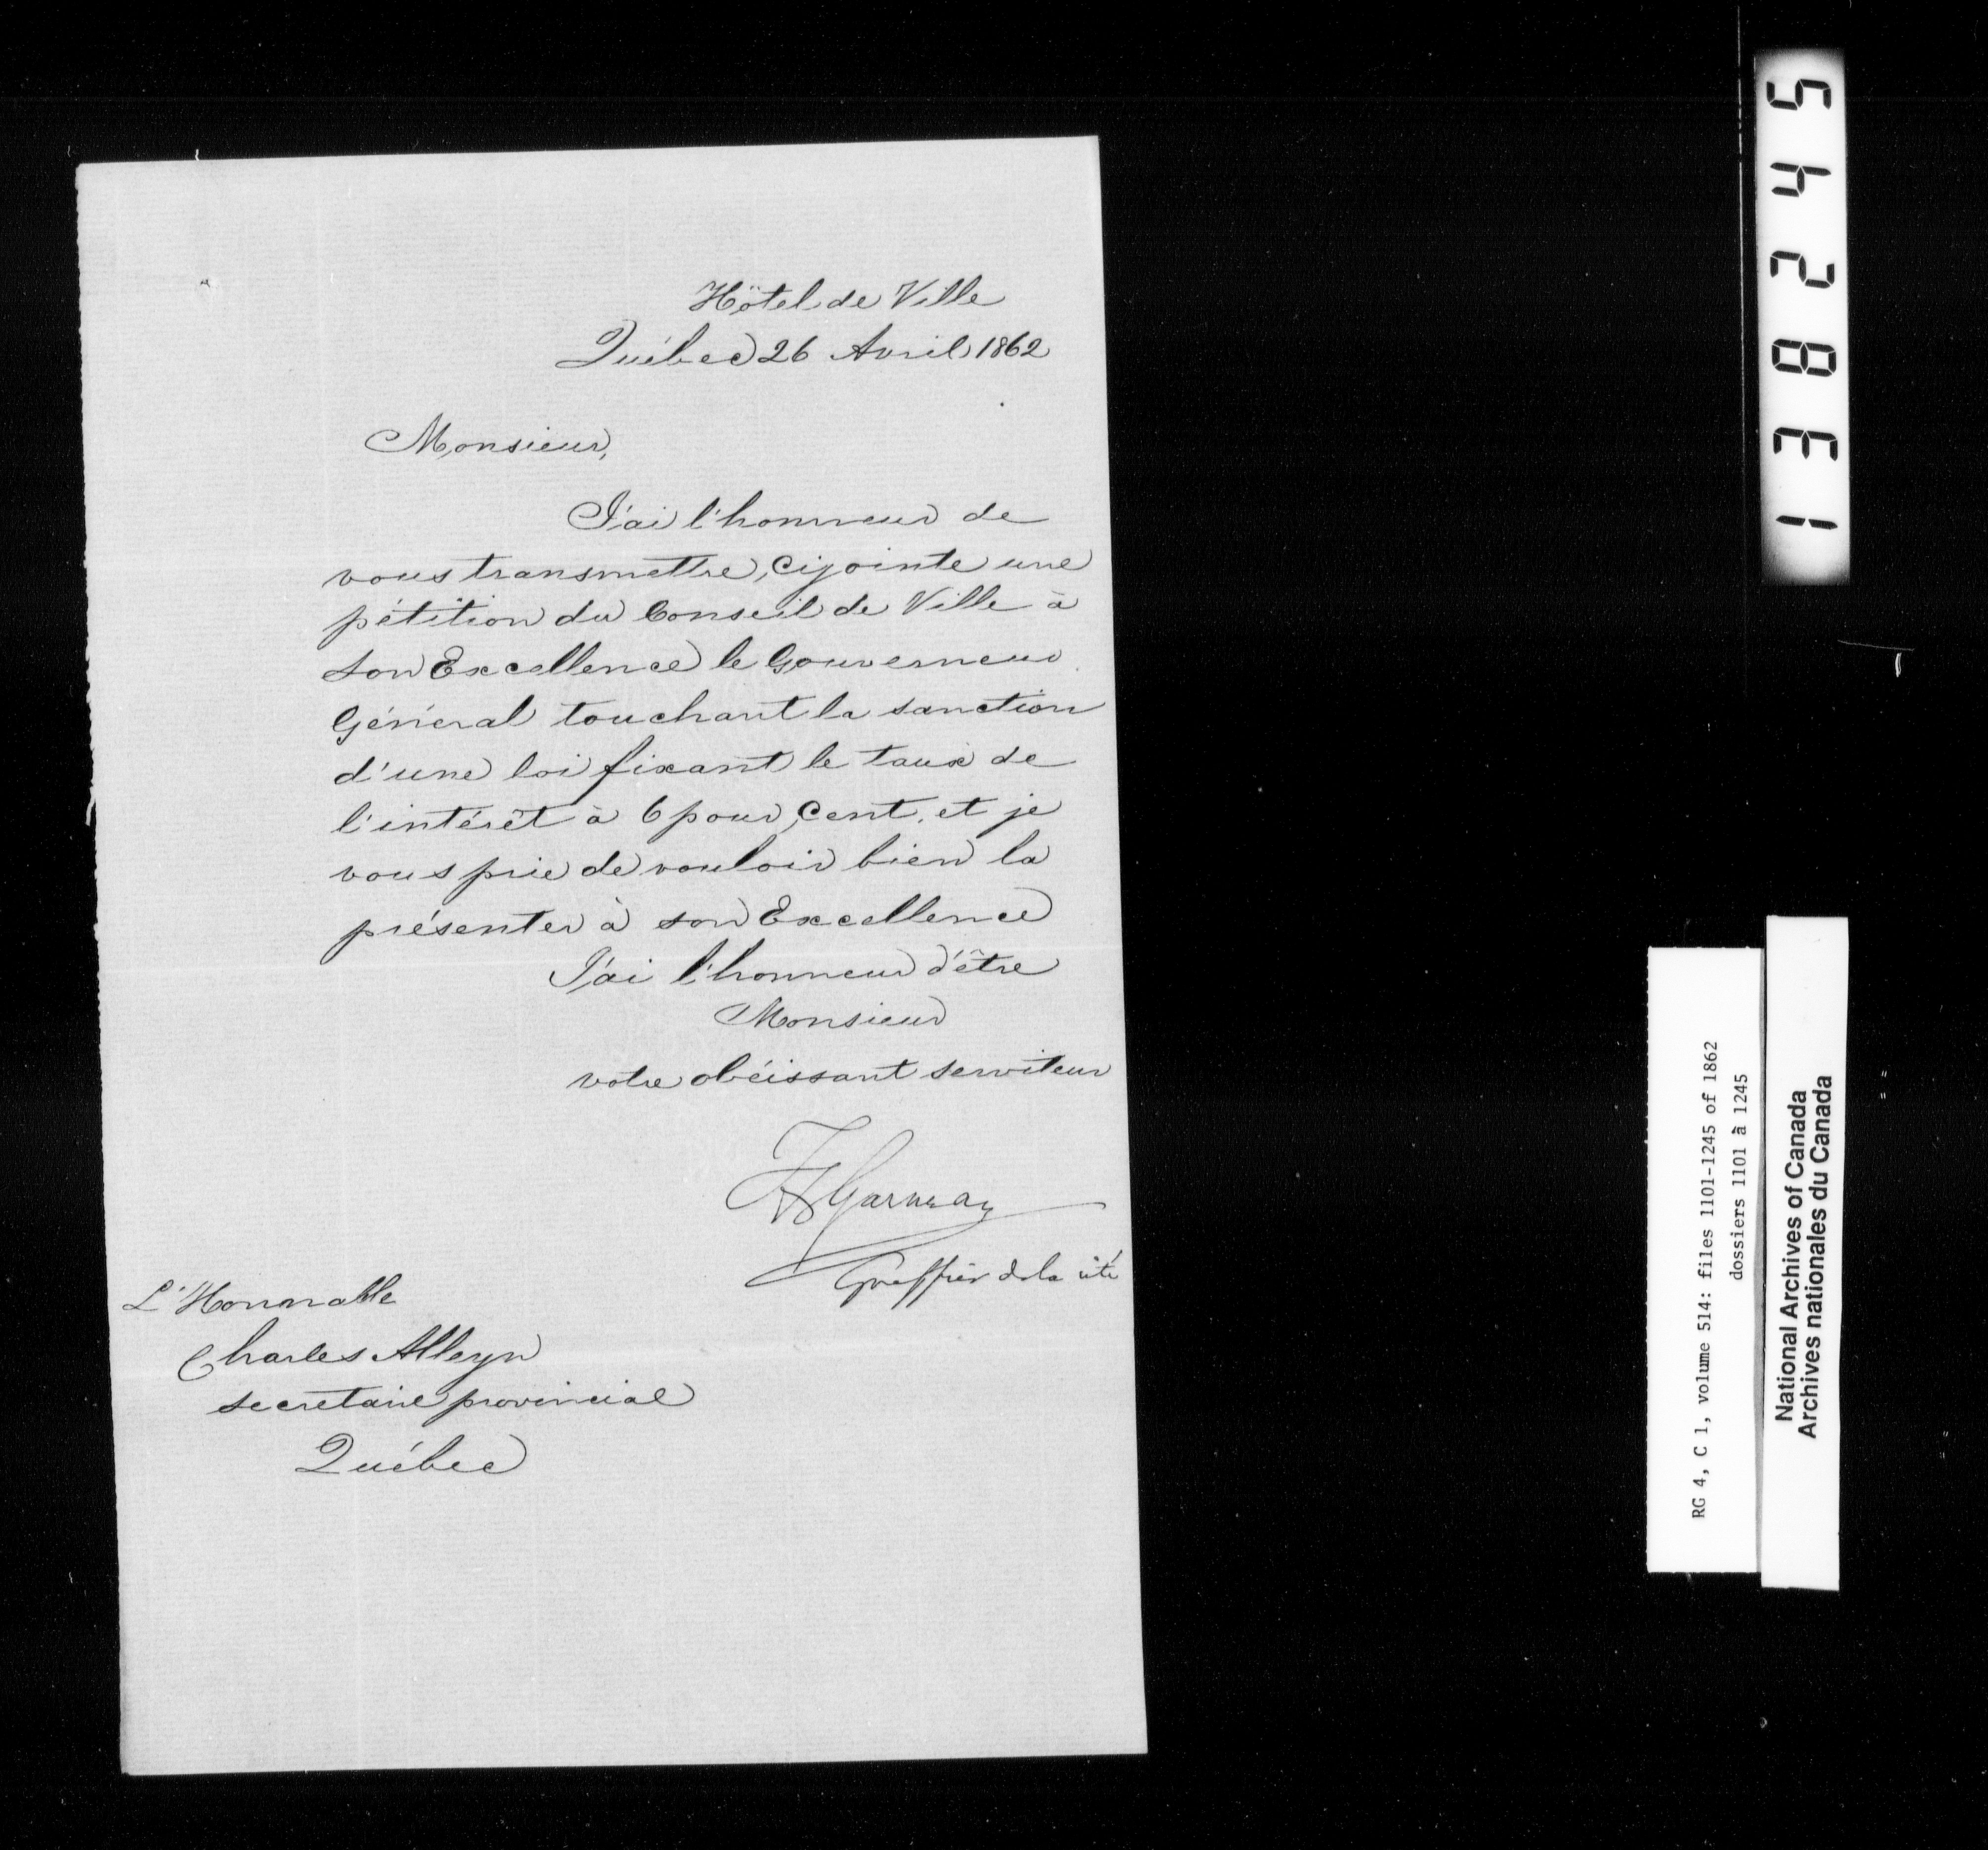 Hôtel de Ville
Québec 26 Avril 1862
Monsieur,
J'ai l'honneur de
vous transmettre, cijointe une
pétition du Conseil de Ville à
Son Excellence le Gouverneur
Général touchant la sanction
d'une loi fixant le taux de
l'intérêt à 6 pour cent, et je
vous prie de vouloir bien la
présenter à son Excellence
J'ai l'honneur d'être
Monsieur
votre obéissant serviteur
FX Garneau
Greffier de la cité
L'Honorable
Charles Alleyn
secretaire provincial
Québec
138245
RG 4, C 1, volume 514: files 1101-1245 of 1862
dossiers 1101 à 1245
National Archives of Canada
Archives nationales du Canada